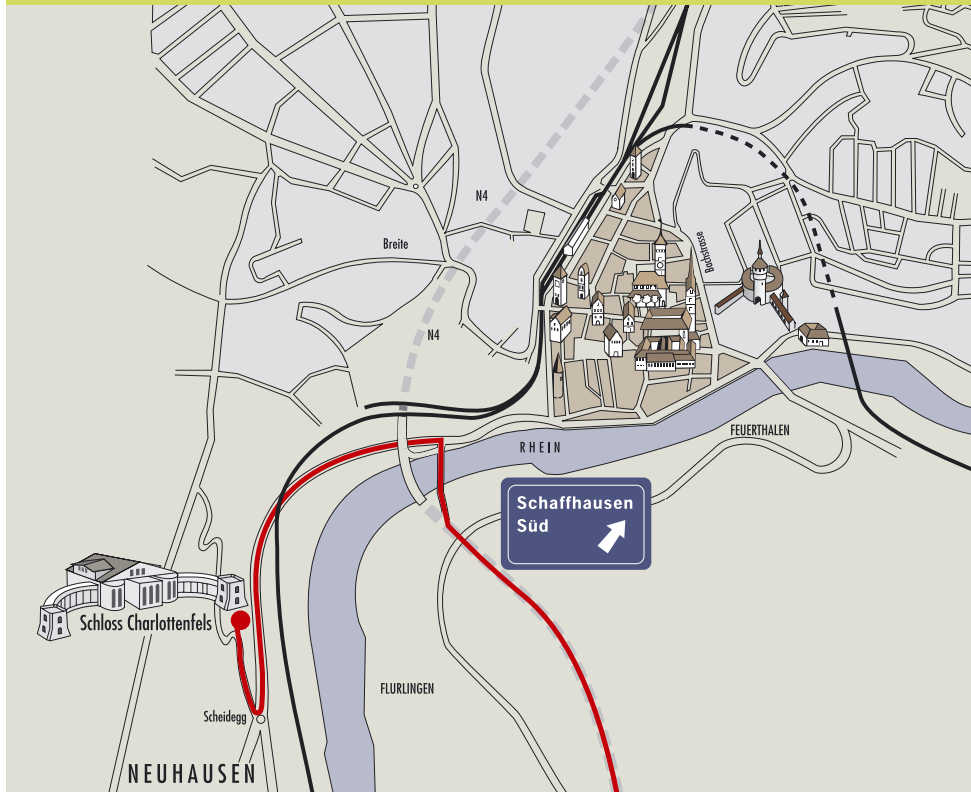 N4
Breite
Bachstrasse
N4
FEUERTHALEN
RHEIN
Schaffhausen
Süd
Schloss Charlottenfels
FLURLINGEN
Scheidegg
NEUHAUSEN